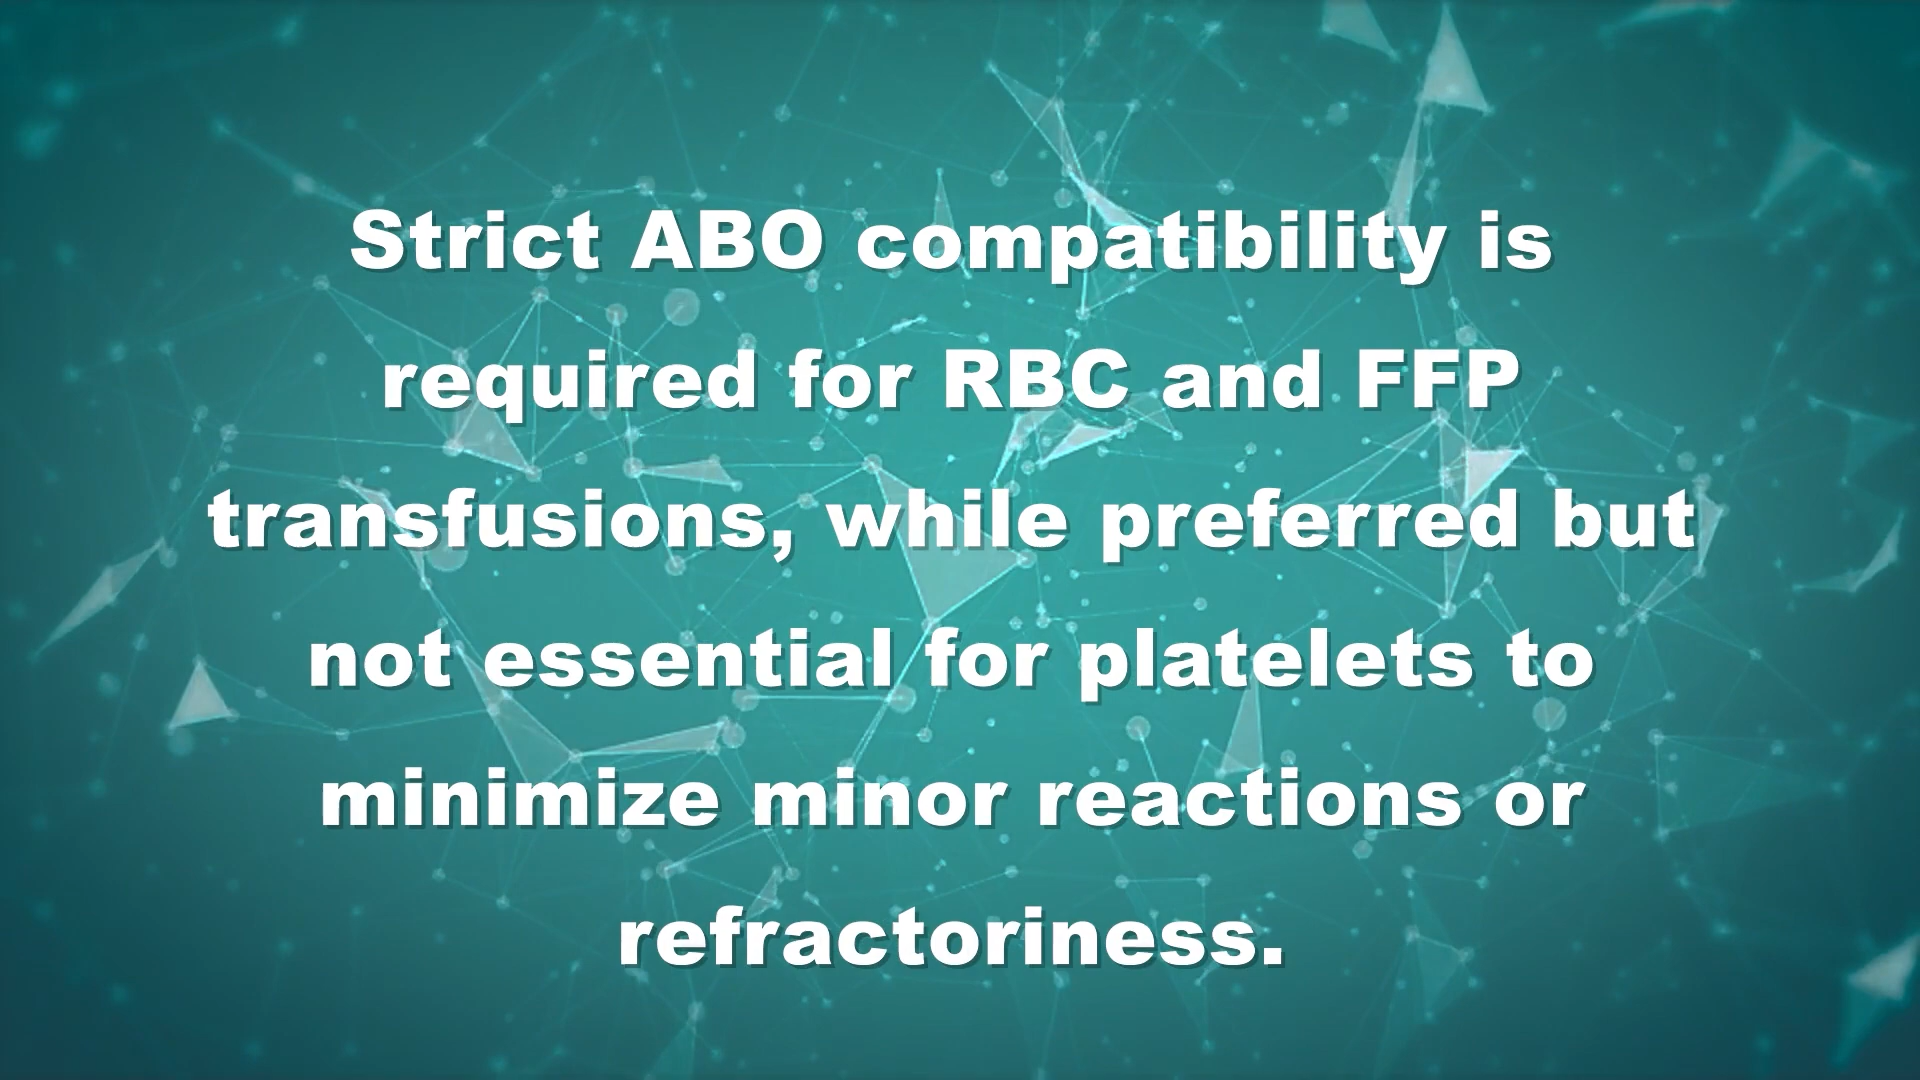 Strict ABO compatibility is
required for RBC and FFP
transfusions, while preferred but
not essential for platelets to
minimize minor reactions or
refractoriness.